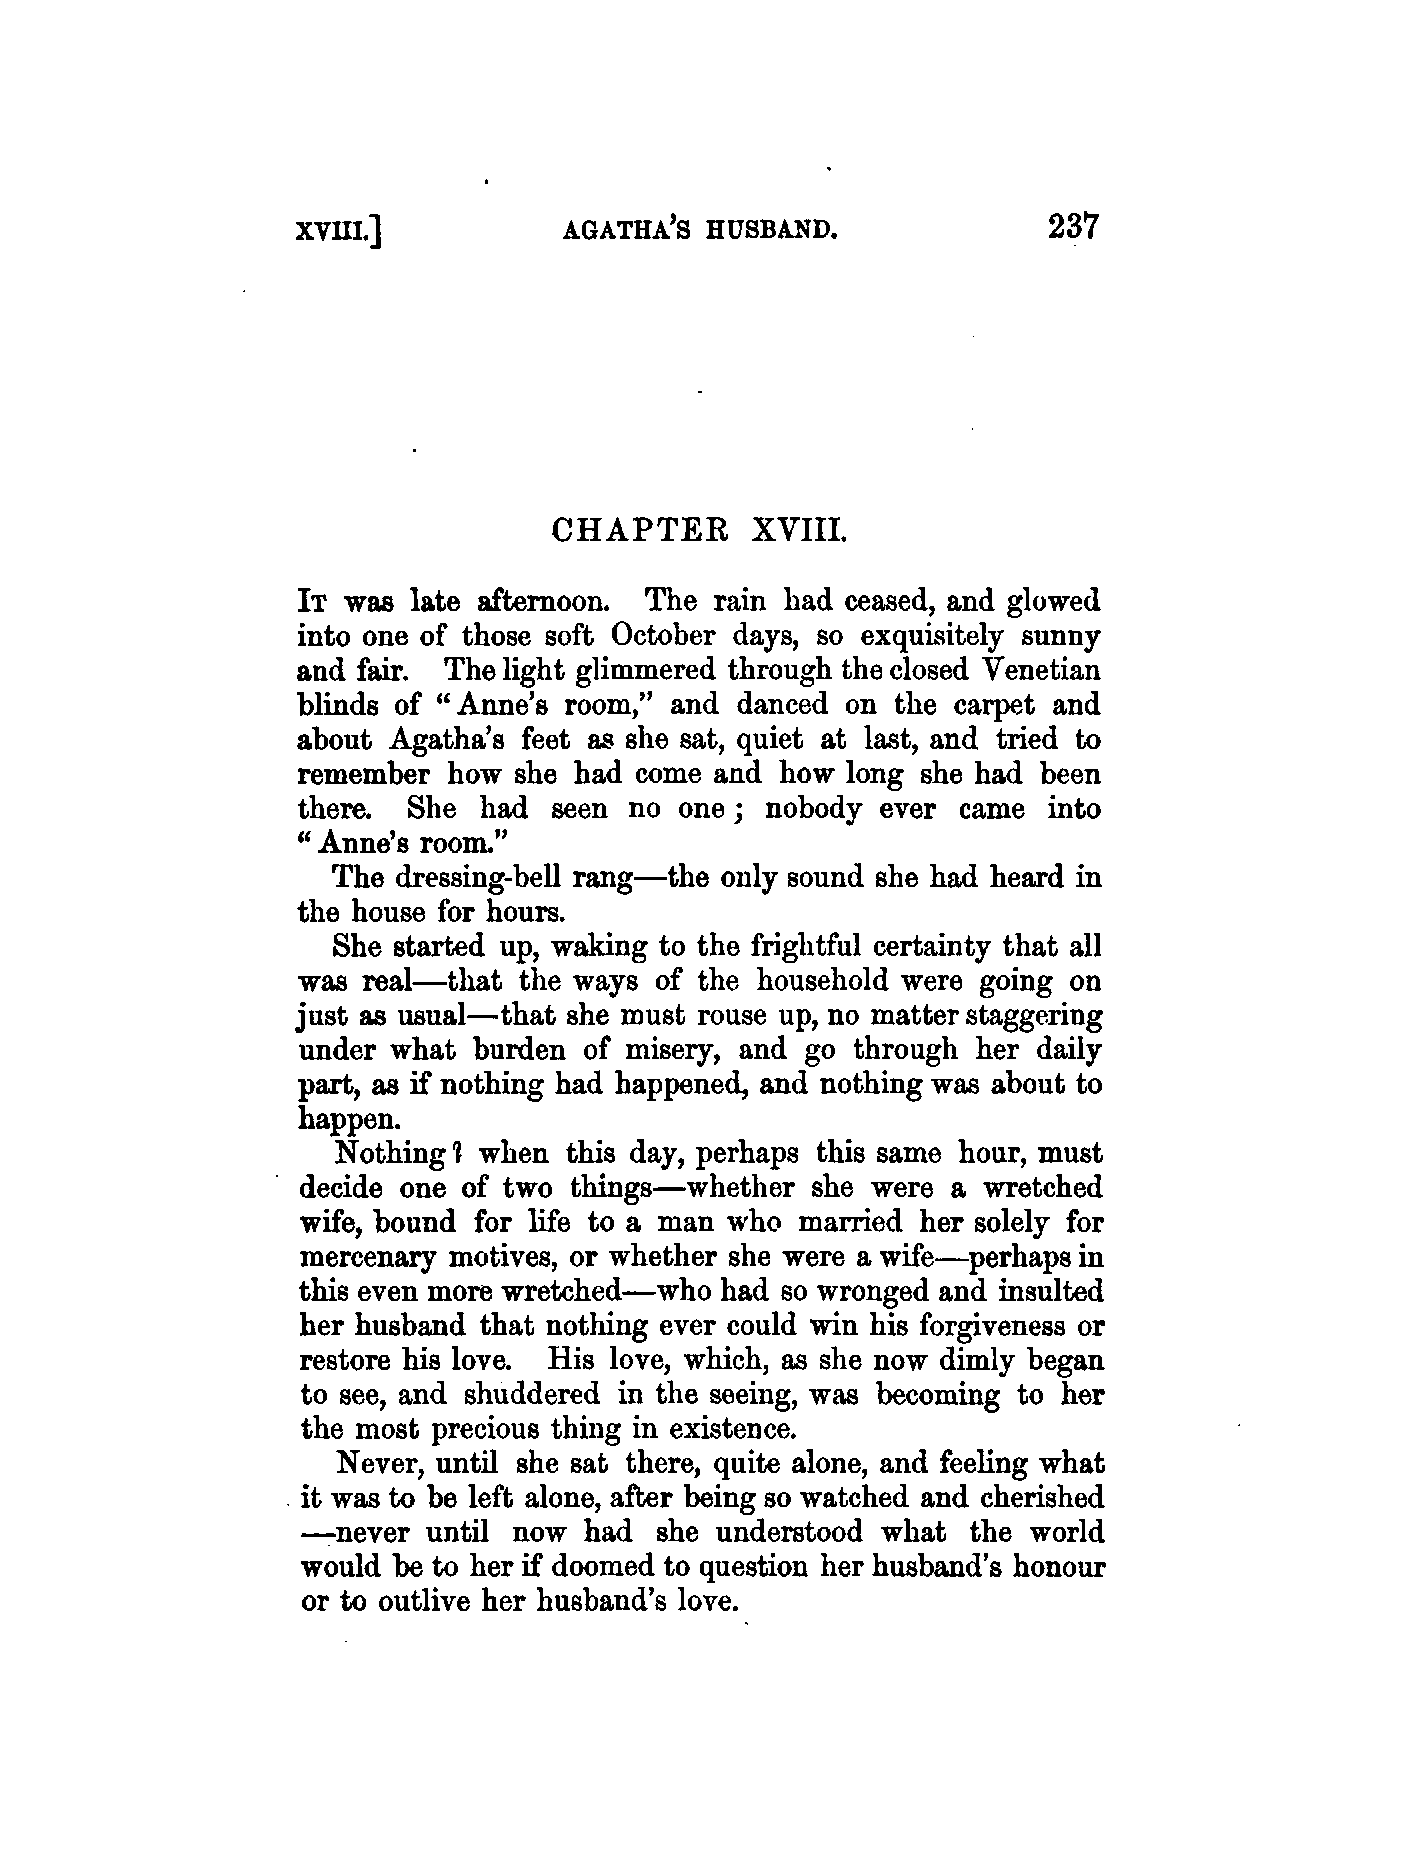 XVIII.] AGATHA'S HUSBAND. 237
CHAPTER XVIII.
IT was late afternoon. The rain had ceased, and glowed
into one of those soft October days, so exquisitely sunny
and fair. The light glimmered through the closed Venetian
blinds of “Anne's room,” and danced on the carpet and
about Agatha's feet as she sat, quiet at last, and tried to
remember how she had come and how long she had been
there. She had seen no one; nobody ever came into
“Anne's room.”
The dressing-bell rang—the only sound she had heard in
the house for hours.
She started up, waking to the frightful certainty that all
was real—that the ways of the household were going on
just as usual—that she must rouse up, no matter staggering
under what burden of misery, and go through her daily
part, as if nothing had happened, and nothing was about to
happen.
Nothing? when this day, perhaps this same hour, must
decide one of two things—whether she were a wretched
wife, bound for life to a man who married her solely for
mercenary motives, or whether she were a wife—perhaps in
this even more wretched—who had so wronged and insulted
her husband that nothing ever could win his forgiveness or
restore his love. His love, which, as she now dimly began
to see, and shuddered in the seeing, was becoming to her
the most precious thing in existence.
Never, until she sat there, quite alone, and feeling what
it was to be left alone, after being so watched and cherished
—never until now had she understood what the world
would be to her if doomed to question her husband's honour
or to outlive her husband's love.